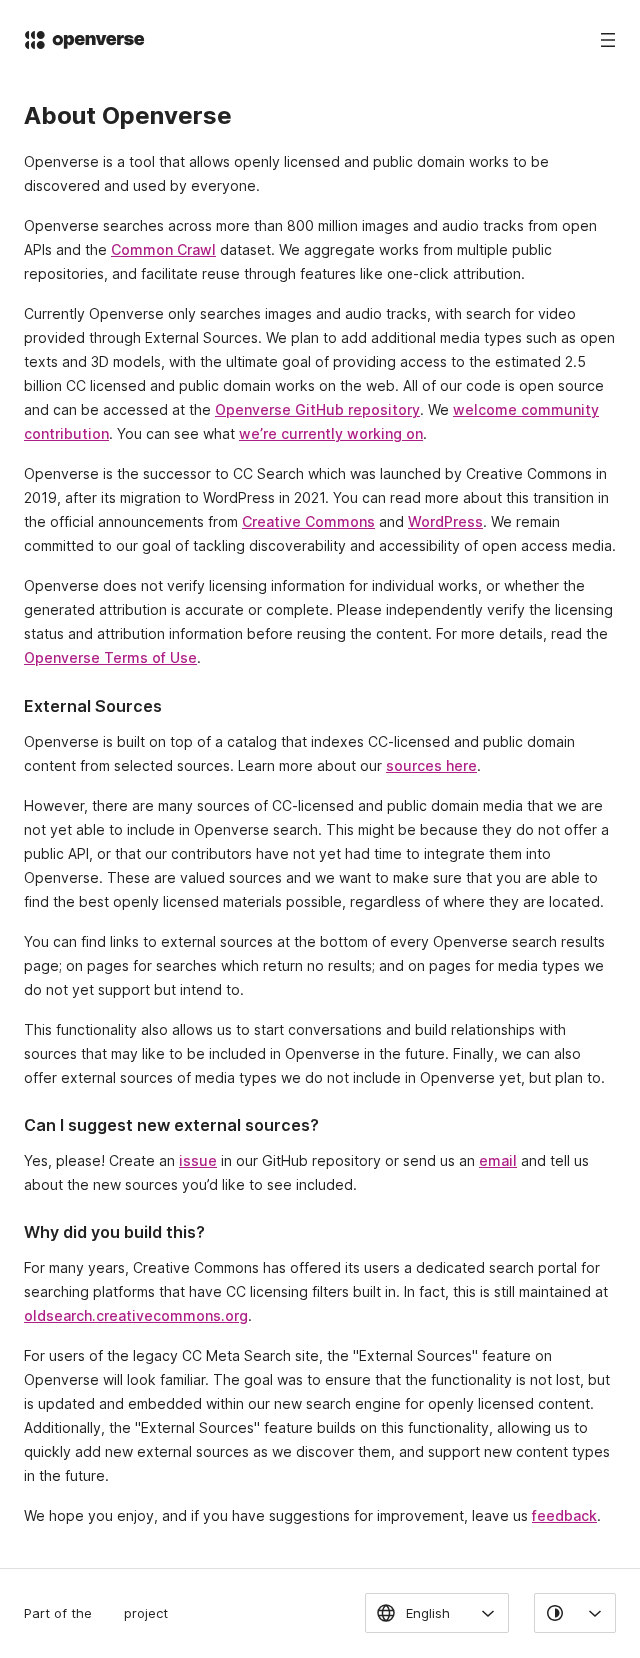 openverse
About Openverse
Openverse is a tool that allows openly licensed and public domain works to be
discovered and used by everyone.
Openverse searches across more than 800 million images and audio tracks from open
APIs and the Common Crawl dataset. We aggregate works from multiple public
repositories, and facilitate reuse through features like one-click attribution.
Currently Openverse only searches images and audio tracks, with search for video
provided through External Sources. We plan to add additional media types such as open
texts and 3D models, with the ultimate goal of providing access to the estimated 2.5
billion CC licensed and public domain works on the web. All of our code is open source
and can be accessed at the Openverse GitHub repository. We welcome community
contribution. You can see what we’re currently working on.
Openverse is the successor to CC Search which was launched by Creative Commons in
2019, after its migration to WordPress in 2021. You can read more about this transition in
the official announcements from Creative Commons and WordPress. We remain
committed to our goal of tackling discoverability and accessibility of open access media.
Openverse does not verify licensing information for individual works, or whether the
generated attribution is accurate or complete. Please independently verify the licensing
status and attribution information before reusing the content. For more details, read the
Openverse Terms of Use.
External Sources
Openverse is built on top of a catalog that indexes CC-licensed and public domain
content from selected sources. Learn more about our sources here.
However, there are many sources of CC-licensed and public domain media that we are
not yet able to include in Openverse search. This might be because they do not offer a
public API, or that our contributors have not yet had time to integrate them into
Openverse. These are valued sources and we want to make sure that you are able to
find the best openly licensed materials possible, regardless of where they are located.
You can find links to external sources at the bottom of every Openverse search results
page; on pages for searches which return no results; and on pages for media types we
do not yet support but intend to.
This functionality also allows us to start conversations and build relationships with
sources that may like to be included in Openverse in the future. Finally, we can also
offer external sources of media types we do not include in Openverse yet, but plan to.
Can I suggest new external sources?
Yes, please! Create an issue in our GitHub repository or send us an email and tell us
about the new sources you’d like to see included.
Why did you build this?
For many years, Creative Commons has offered its users a dedicated search portal for
searching platforms that have CC licensing filters built in. In fact, this is still maintained at
oldsearch.creativecommons.org.
For users of the legacy CC Meta Search site, the "External Sources" feature on
Openverse will look familiar. The goal was to ensure that the functionality is not lost, but
is updated and embedded within our new search engine for openly licensed content.
Additionally, the "External Sources" feature builds on this functionality, allowing us to
quickly add new external sources as we discover them, and support new content types
in the future.
We hope you enjoy, and if you have suggestions for improvement, leave us feedback.
Part of the project
English